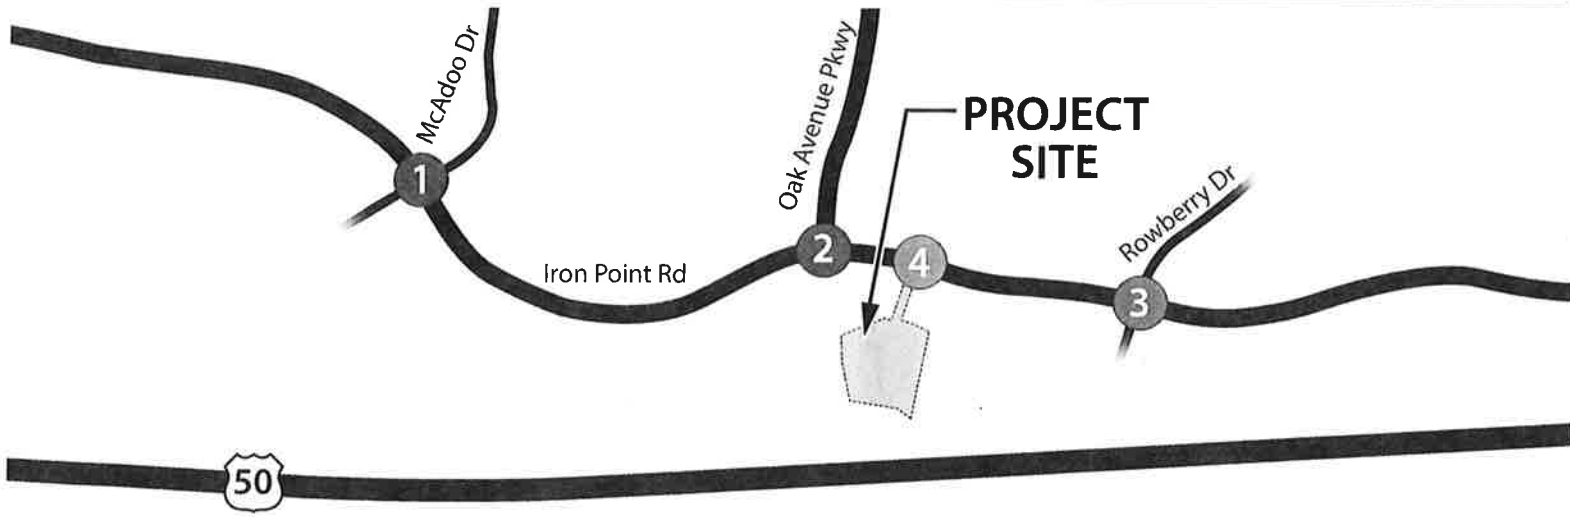 McAdoo Dr
Oak Avenue Pkwy
PROJECT
SITE
1
Rowberry Dr
2
4
Iron Point Rd
3
50